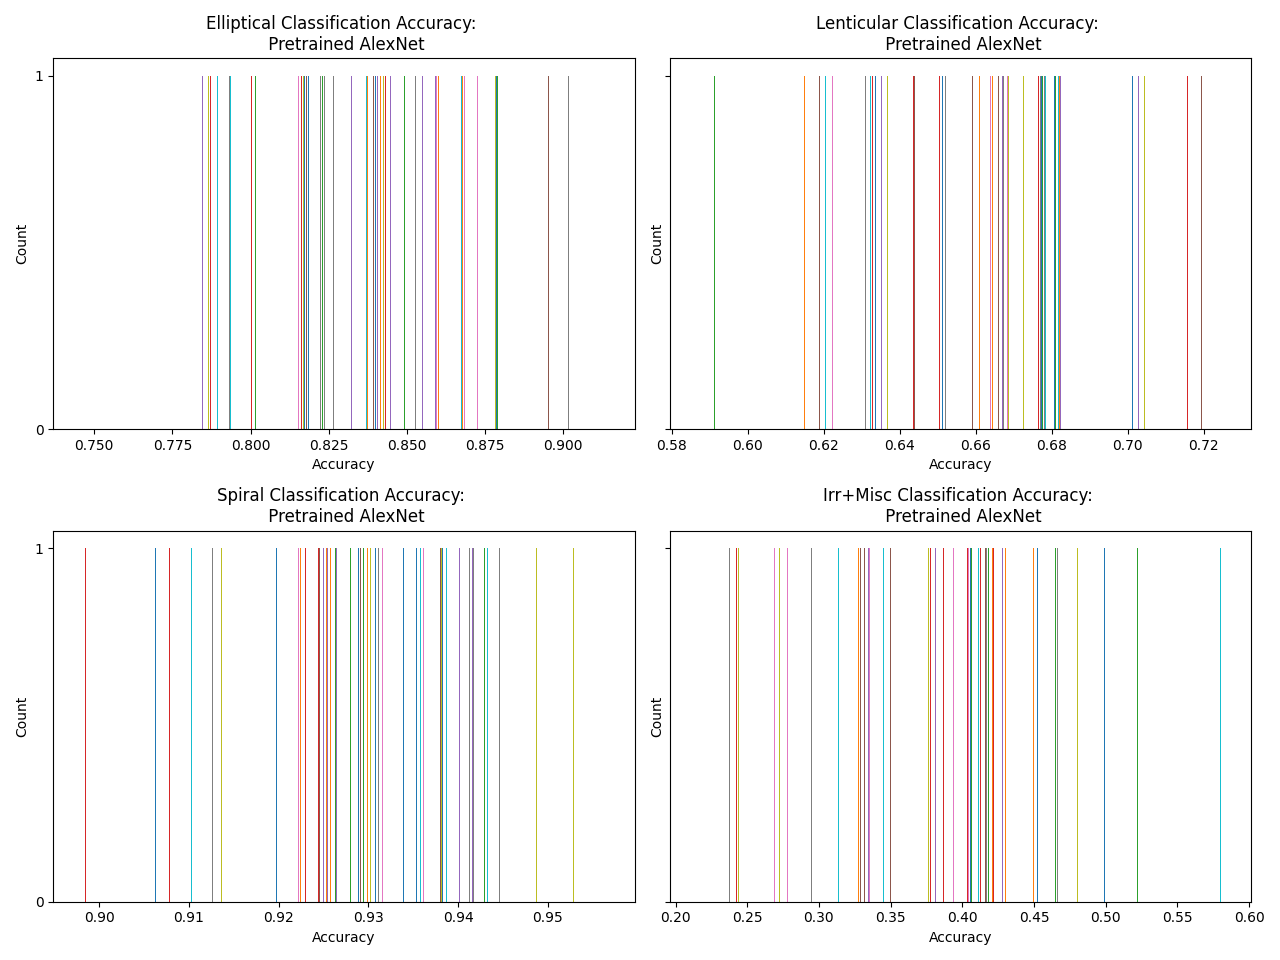 Elliptical Classification Accuracy:
Pretrained AlexNet
1
Count
0
0.750 0.775 0.800 0.825 0.850 0.875 0.900
Accuracy
Lenticular Classification Accuracy:
Pretrained AlexNet
Count
0.58 0.60 0.62 0.64 0.66 0.68 0.70 0.72
Accuracy
Spiral Classification Accuracy:
Pretrained AlexNet
1
Count
0
0.90 0.91 0.92 0.93 0.94 0.95
Accuracy
Irr+Misc Classification Accuracy:
Pretrained AlexNet
Count
0.20 0.25 0.30 0.35 0.40 0.45 0.50 0.55 0.60
Accuracy